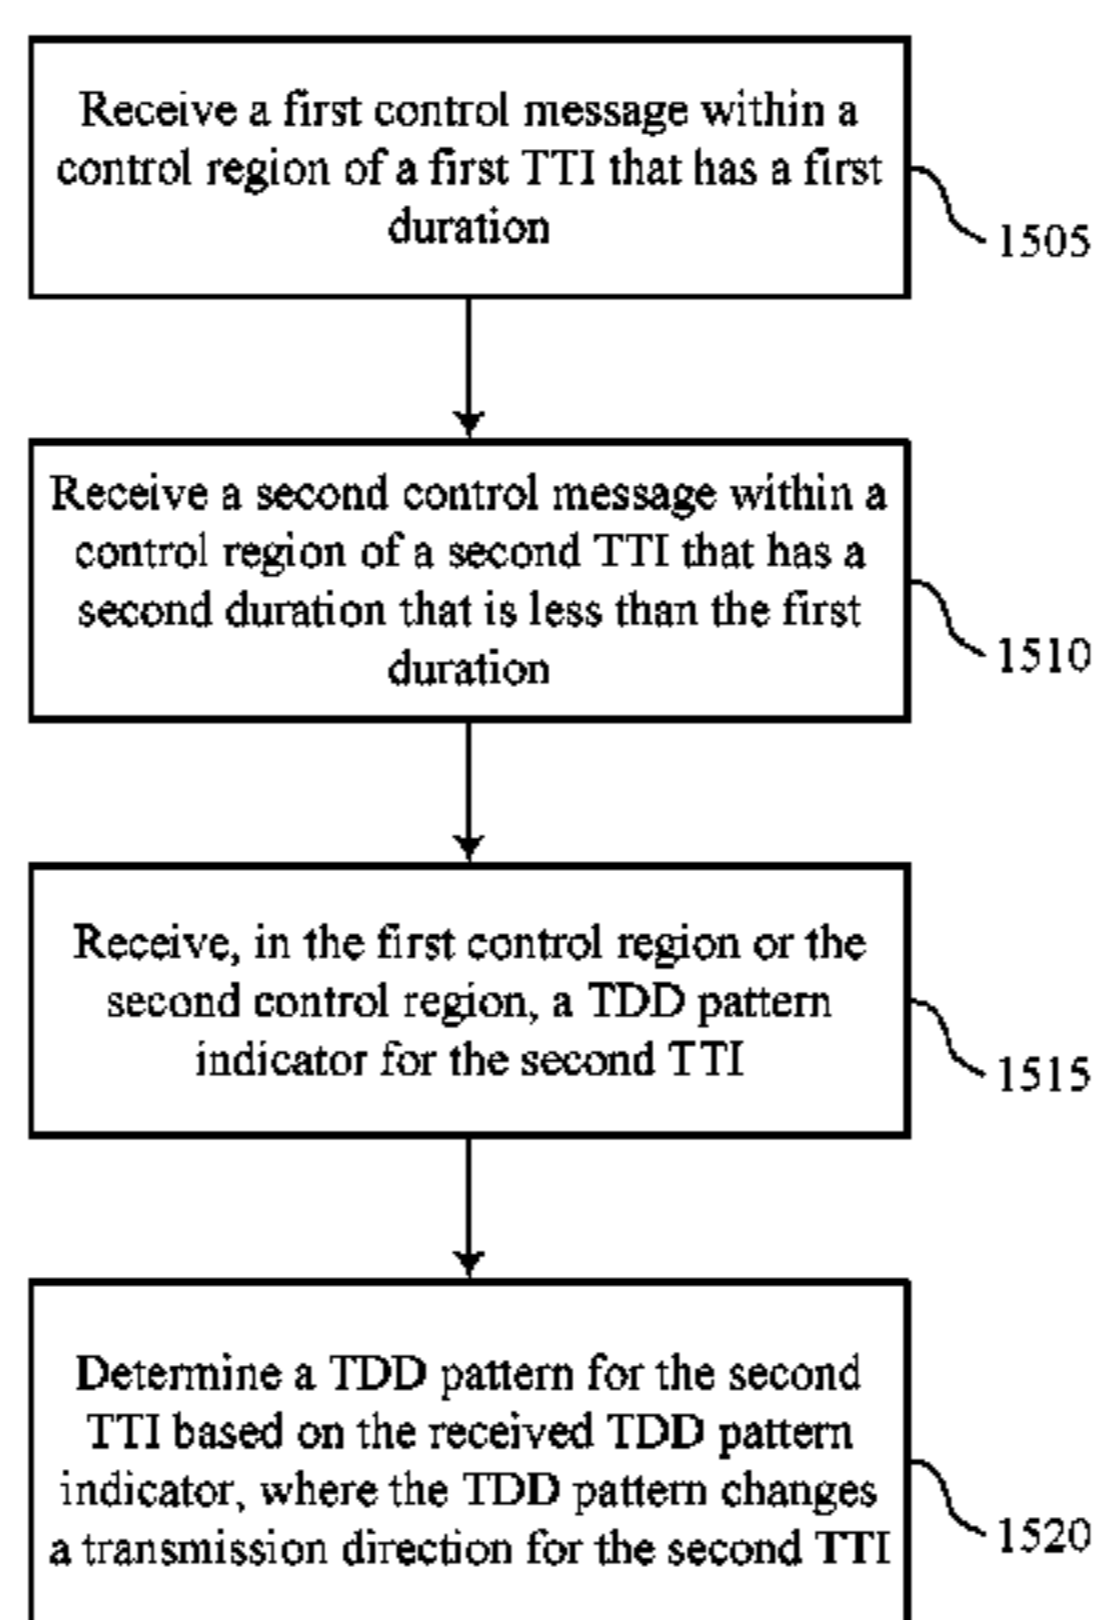 Receive a first control message within a
control region of a first TTI that has a first
duration
1505
Receive a second control message within a
control region of a second TTI that has a
second duration that is less than the first
duration
1510
Receive, in the first control region or the
second control region, a TDD pattern
indicator for the second TTI
1515
Determine a TDD pattern for the second
TTI based on the received TDD pattern
indicator, where the TDD pattern changes
a transmission direction for the second TTI
1520